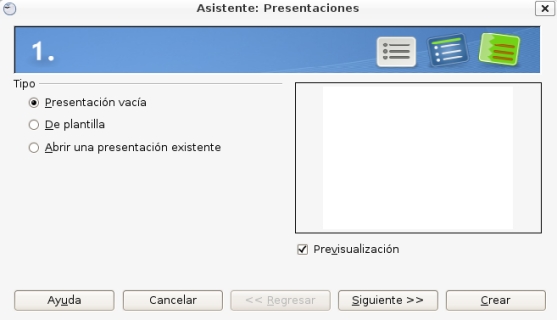 Asistente: Presentaciones
1.
Tipo
Presentación vacía
De plantilla
Abrir una presentación existente
Previsualización
Ayuda
Cancelar
<< Regresar
Siguiente >>
Crear